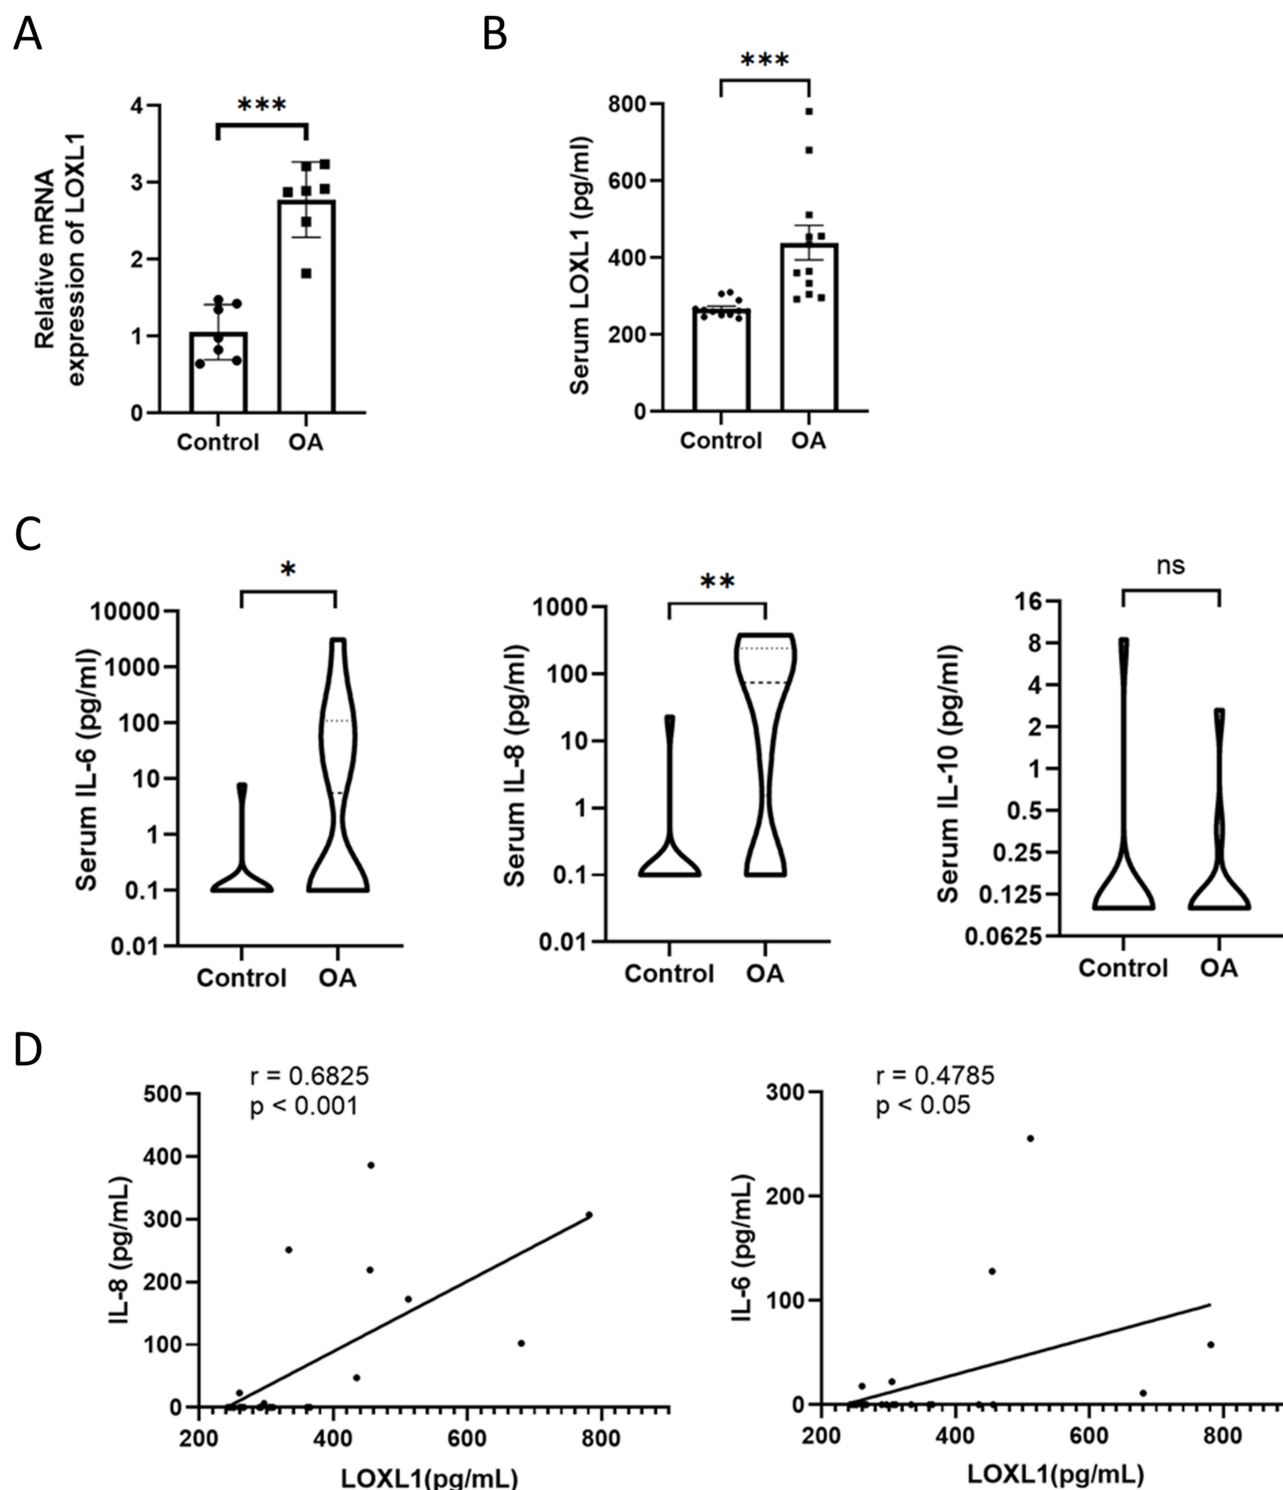 A
B
***
4
3
2
1
0
Relative mRNA
expression of LOXL1
Control
OA
***
800
600
400
200
0
Serum LOXL1 (pg/ml)
Control
OA
C
*
10000
1000
100
10
1
0.1
0.01
Serum IL-6 (pg/ml)
Control
OA
**
1000
100
10
1
0.1
0.01
Serum IL-8 (pg/ml)
Control
OA
ns
16
8
4
2
1
0.5
0.25
0.125
0.0625
Serum IL-10 (pg/ml)
Control
OA
D
r = 0.6825
p < 0.001
500
400
300
200
100
0
IL-8 (pg/mL)
200
400
600
800
LOXL1(pg/mL)
r = 0.4785
p < 0.05
300
200
100
0
IL-6 (pg/mL)
200
400
600
800
LOXL1(pg/mL)